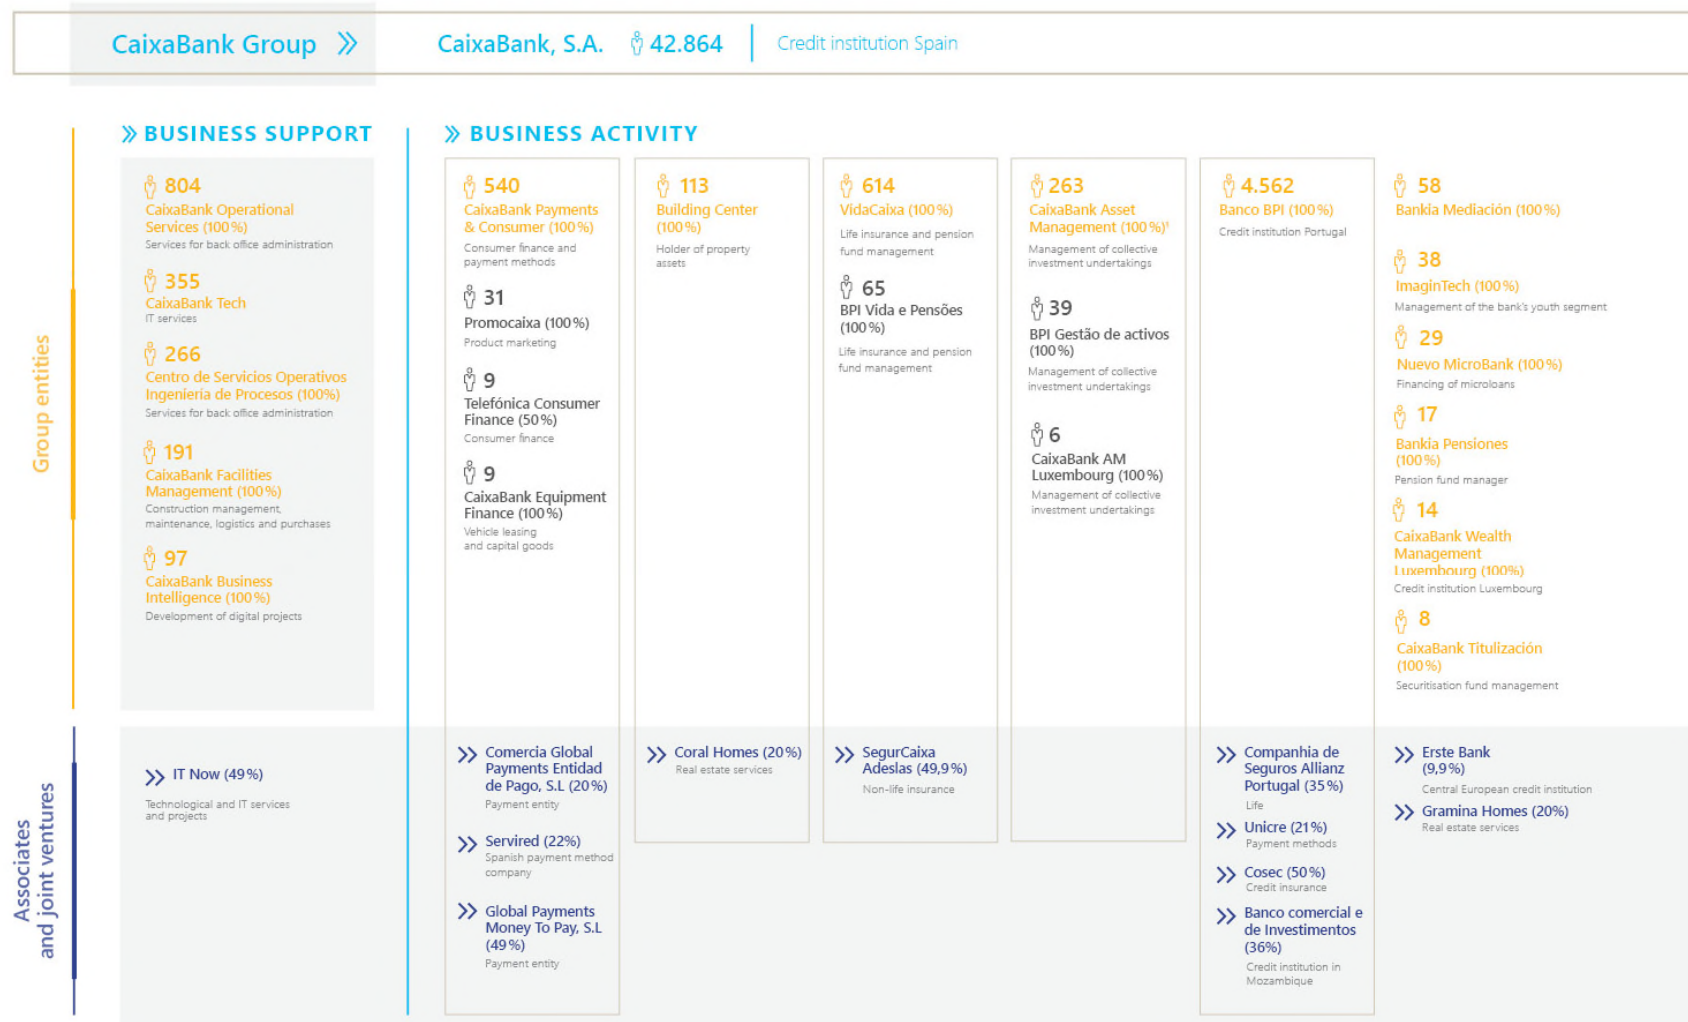 CaixaBank Group
CaixaBank, S.A. 42.864
Credit institution Spain
BUSINESS SUPPORT
BUSINESS ACTIVITY
Group entities
804
CaixaBank Operational
Services (100%)
Services for back office administration
355
CaixaBank Tech
IT services
266
Centro de Servicios Operativos
Ingeniería de Procesos (100%)
Services for back office administration
191
CaixaBank Facilities
Management (100%)
Construction management,
maintenance, logistics and purchases
97
CaixaBank Business
Intelligence (100%)
Development of digital projects
540
CaixaBank Payments
& Consumer (100%)
Consumer finance and
payment methods
31
Promocaixa (100%)
Product marketing
9
Telefónica Consumer
Finance (50%)
Consumer finance
9
CaixaBank Equipment
Finance (100%)
Vehicle leasing
and capital goods
113
Building Center
(100%)
Holder of property
assets
614
VidaCaixa (100%)
Life insurance and pension
fund management
65
BPI Vida e Pensões
(100%)
Life insurance and pension
fund management
263
CaixaBank Asset
Management (100%)¹
Management of collective
investment undertakings
39
BPI Gestão de activos
(100%)
Management of collective
investment undertakings
6
CaixaBank AM
Luxembourg (100%)
Management of collective
investment undertakings
4.562
Banco BPI (100%)
Credit institution Portugal
58
Bankia Mediación (100%)
38
ImaginTech (100%)
Management of the bank's youth segment
29
Nuevo MicroBank (100%)
Financing of microloans
17
Bankia Pensiones
(100%)
Pension fund manager
14
CaixaBank Wealth
Management
Luxembourg (100%)
Credit institution Luxembourg
8
CaixaBank Titulización
(100%)
Securitisation fund management
Associates
and joint ventures
IT Now (49%)
Technological and IT services
and projects
Comercia Global
Payments Entidad
de Pago, S.L (20%)
Payment entity
Servired (22%)
Spanish payment method
company
Global Payments
Money To Pay, S.L
(49%)
Payment entity
Coral Homes (20%)
Real estate services
SegurCaixa
Adeslas (49,9%)
Non-life insurance
Companhia de
Seguros Allianz
Portugal (35%)
Life
Unicre (21%)
Payment methods
Cosec (50%)
Credit insurance
Banco comercial e
de Investimentos
(36%)
Credit institution in
Mozambique
Erste Bank
(9,9%)
Central European credit institution
Gramina Homes (20%)
Real estate services